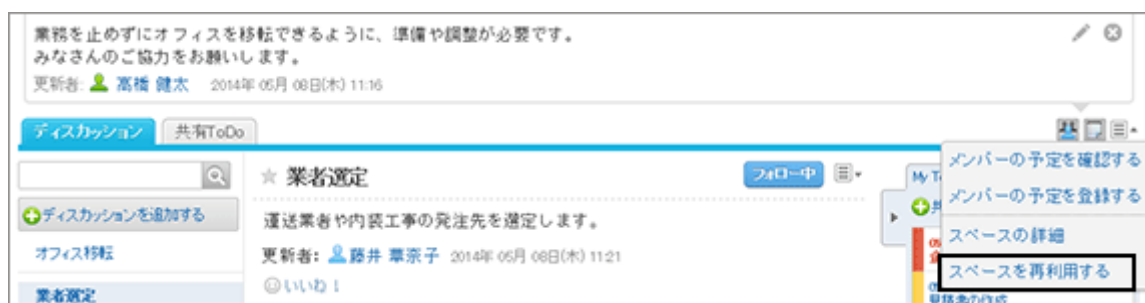 業務を止めずにオフィスを移転できるように、準備や調整が必要です。
みなさんのご協力をお願いします。
更新者: 高橋 健太 2014年 05月 08日(木) 11:16
ディスカッション 共有ToDo
メンバーの予定を確認する
メンバーの予定を登録する
スペースの詳細
スペースを再利用する
★ 業者選定 フォロー中
My T
ディスカッションを追加する
運送業者や内装工事の発注先を選定します。
オフィス移転
更新者: 藤井 華奈子 2014年 05月 08日(木) 11:21
いいね!
業者選定
見積書の作成